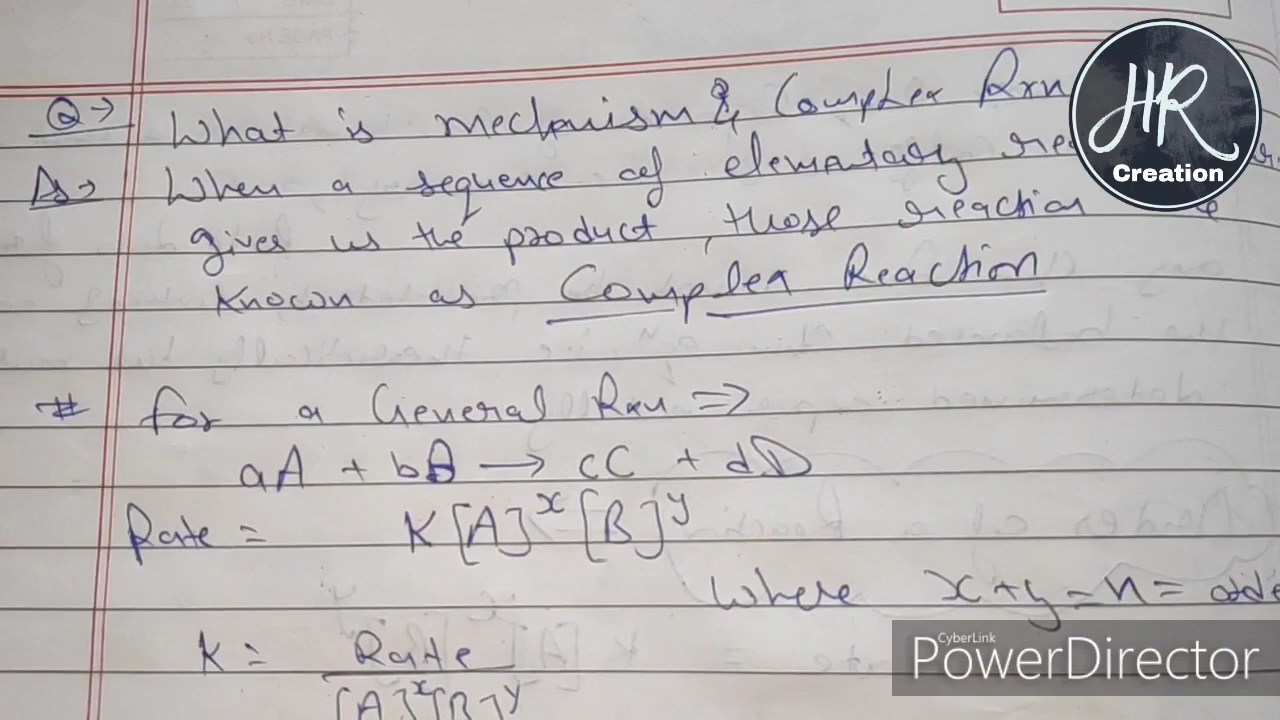 Q→ What is mechnism & Complex Rxn
As→ When a sequence of elementary
gives us the product, those reaction
known as Complex Reaction
# for a General Rxn ⇒
aA + bB → cC + dD
Rate = K[A]^x [B]^y
Where x+y=n=
K = Rate
[A]^x[B]^y
HR
Creation
CyberLink
PowerDirector